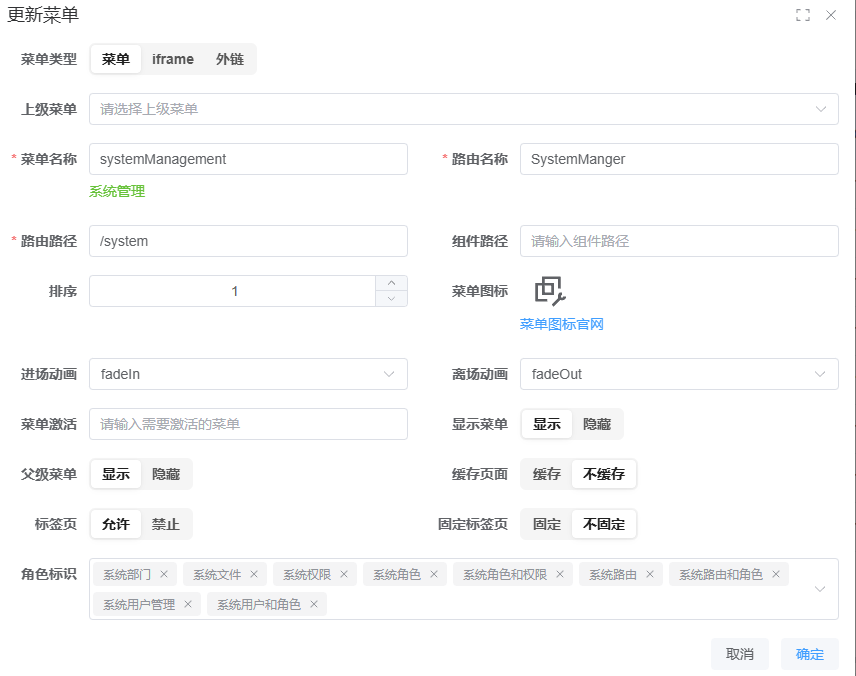 更新菜单
菜单类型 菜单 iframe 外链
上级菜单 请选择上级菜单
* 菜单名称 systemManagement * 路由名称 SystemManger
系统管理
* 路由路径 /system 组件路径 请输入组件路径
排序 1 菜单图标
菜单图标官网
进场动画 fadeIn 离场动画 fadeOut
菜单激活 请输入需要激活的菜单 显示菜单 显示 隐藏
父级菜单 显示 隐藏 缓存页面 缓存 不缓存
标签页 允许 禁止 固定标签页 固定 不固定
角色标识 系统部门 × 系统文件 × 系统权限 × 系统角色 × 系统角色和权限 × 系统路由 × 系统路由和角色 ×
系统用户管理 × 系统用户和角色 ×
取消 确定